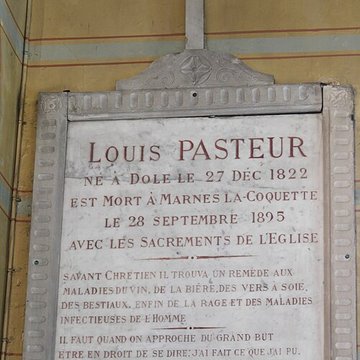 LOUIS PASTEUR
NÉ À DOLE LE 27 DÉC 1822
EST MORT À MARNES LA-COQUETTE
LE 28 SEPTEMBRE 1895
AVEC LES SACREMENTS DE L'EGLISE
SAVANT CHRÉTIEN IL TROUVA UN REMÈDE AUX
MALADIES DU VIN, DE LA BIÈRE, DES VERS À SOIE,
DES BESTIAUX, ENFIN DE LA RAGE ET DES MALADIES
INFECTIEUSES DE L'HOMME
IL FAUT QUAND ON APPROCHE DU GRAND BUT
ETRE EN DROIT DE SE DIRE: J'AI FAIT CE QUE J'AI PU.